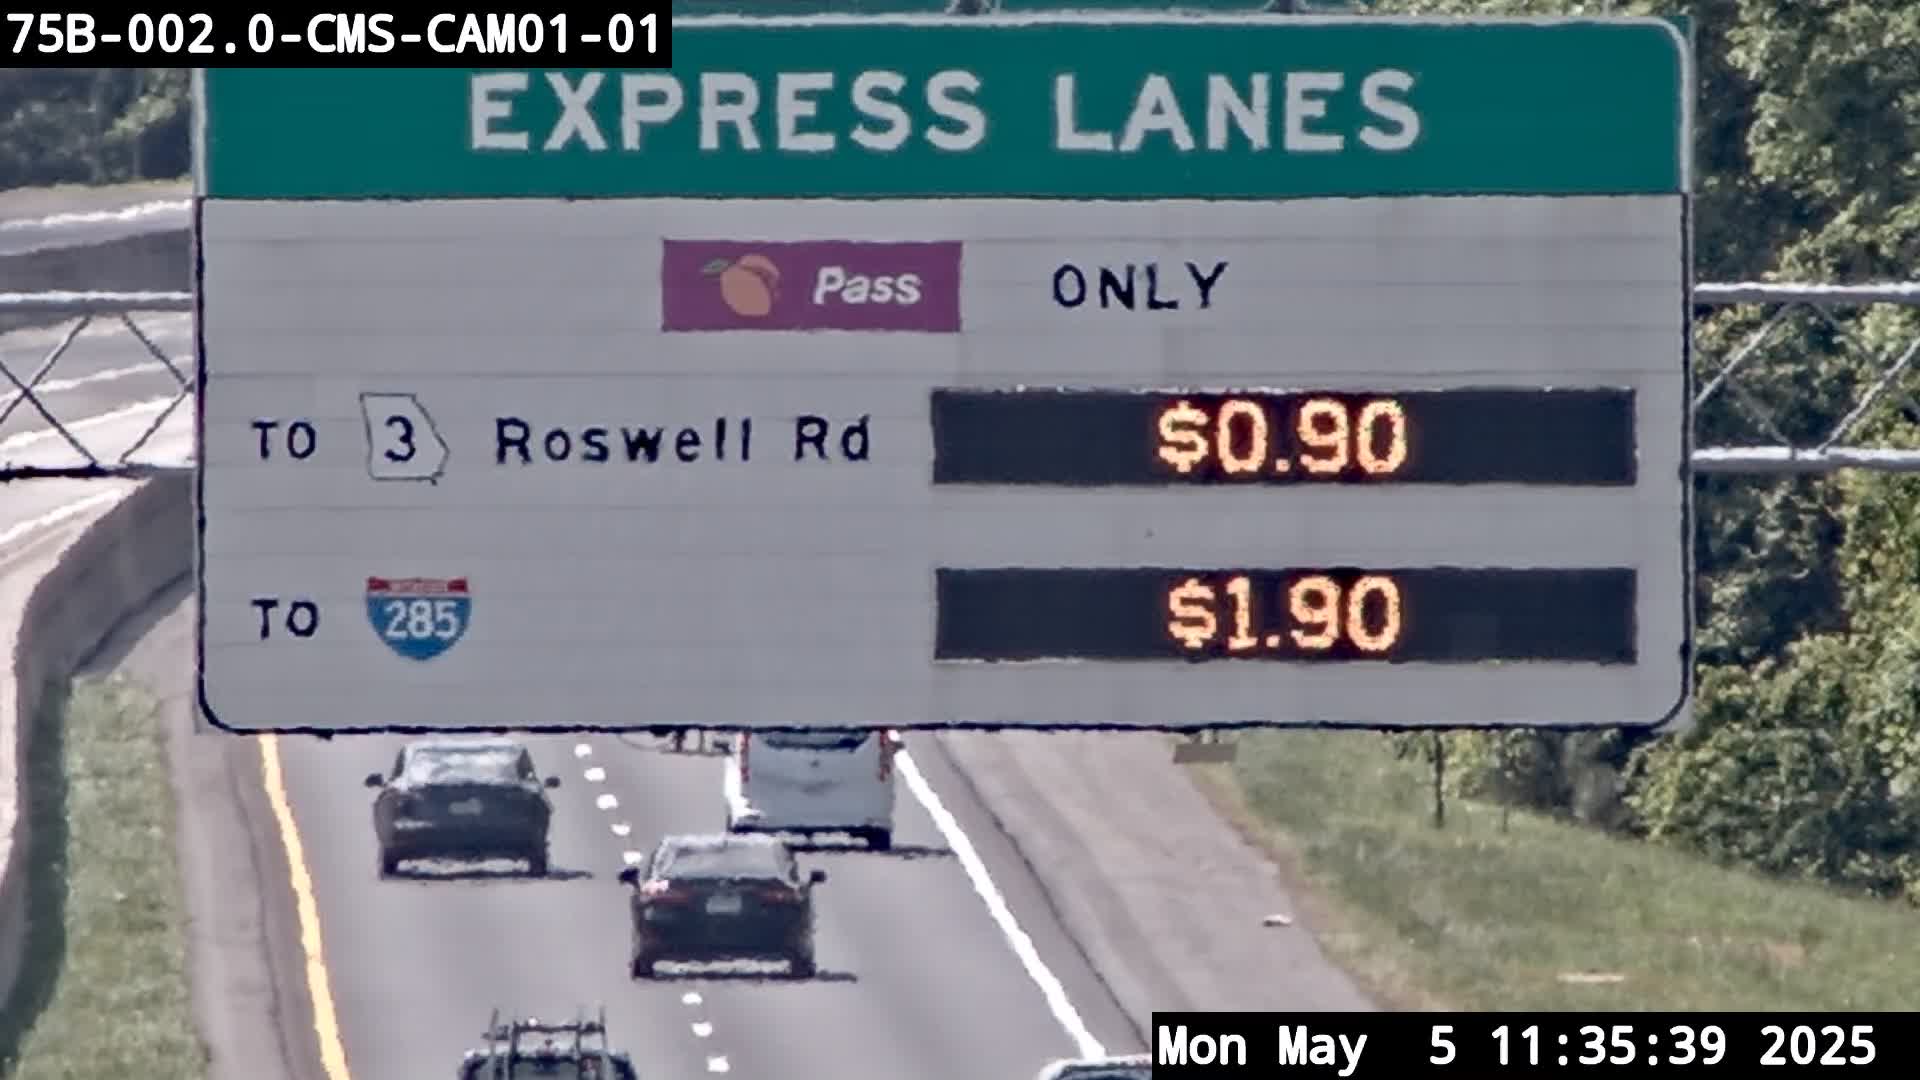 75B-002.0-CMS-CAM01-01
EXPRESS LANES
Pass ONLY
TO 3 Roswell Rd $0.90
TO 285 $1.90
Mon May 5 11:35:39 2025